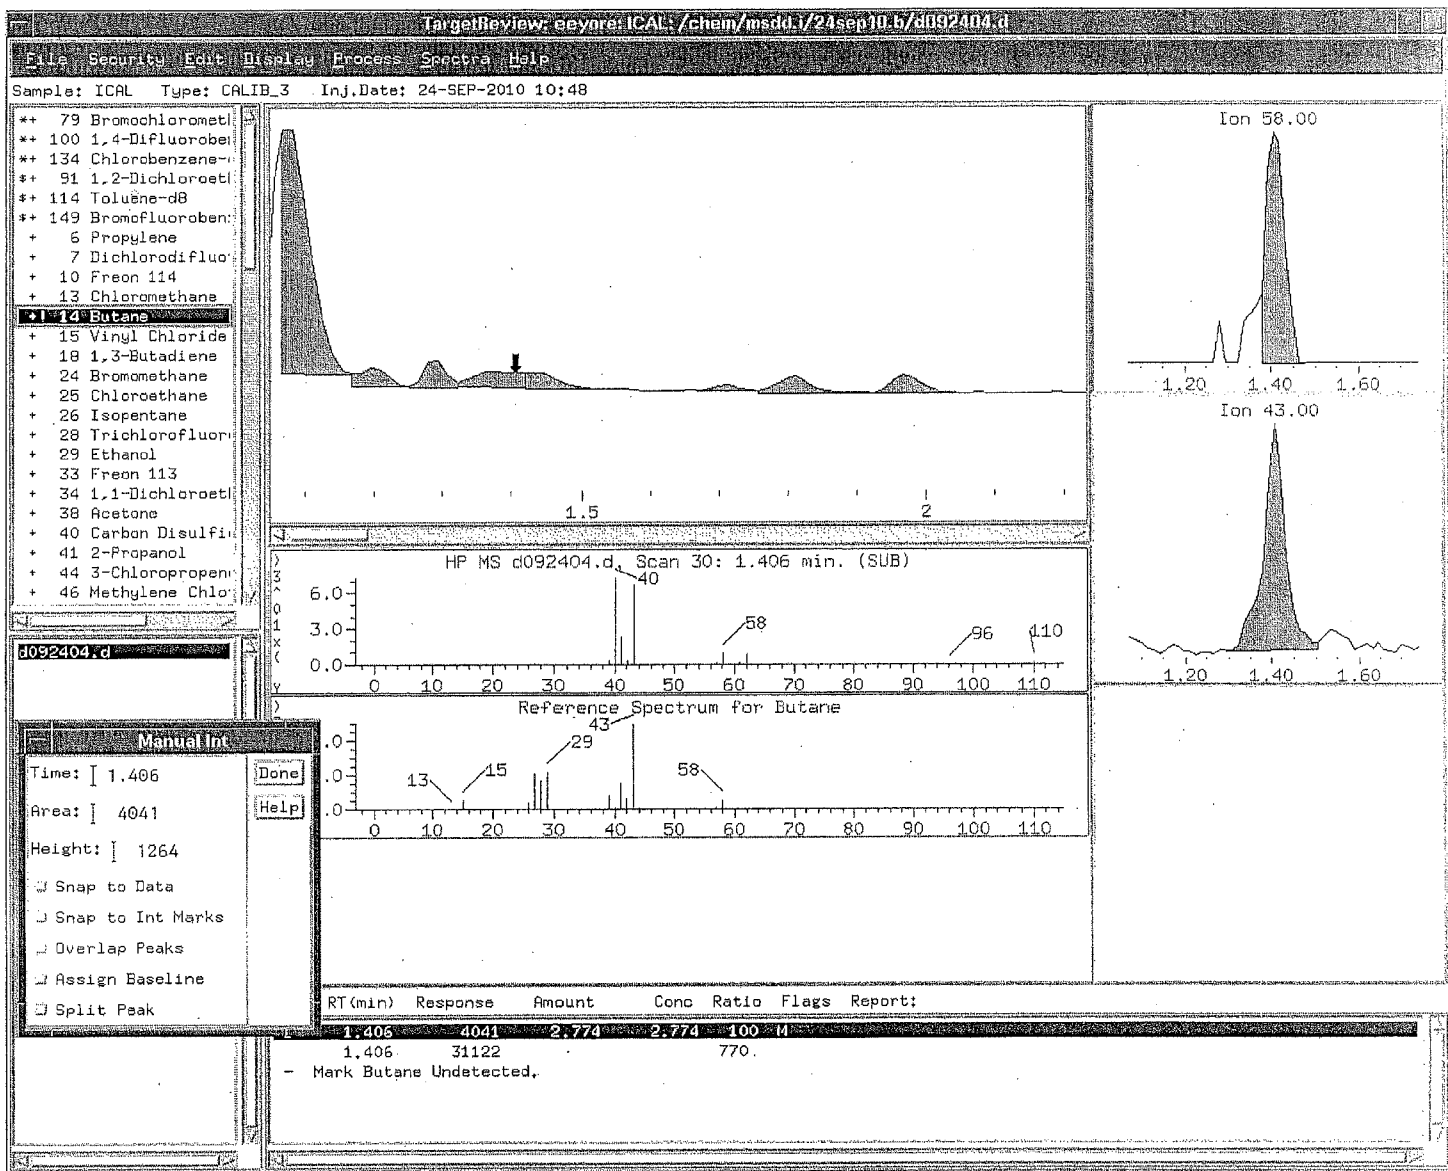 TargetReview: eeyore: ICAL: /chem/msdd.i/24sep10.b/d092404.d
File Security Edit Display Process Spectra Help
Sample: ICAL Type: CALIB_3 Inj.Date: 24-SEP-2010 10:48
*+ 79 Bromochloromet
*+ 100 1,4-Difluorobe
*+ 134 Chlorobenzene-
$+ 91 1,2-Dichloroet
$+ 114 Toluene-d8
$+ 149 Bromofluoroben
+ 6 Propylene
+ 7 Dichlorodifluo
+ 10 Freon 114
+ 13 Chloromethane
+! 14 Butane
+ 15 Vinyl Chloride
+ 18 1,3-Butadiene
+ 24 Bromomethane
+ 25 Chloroethane
+ 26 Isopentane
+ 28 Trichlorofluor
+ 29 Ethanol
+ 33 Freon 113
+ 34 1,1-Dichloroet
+ 38 Acetone
+ 40 Carbon Disulfi
+ 41 2-Propanol
+ 44 3-Chloropropen
+ 46 Methylene Chlo
1.5 2
Ion 58.00
1.20 1.40 1.60
Ion 43.00
1.20 1.40 1.60
HP MS d092404.d, Scan 30: 1.406 min. (SUB)
40
6.0
58
3.0
96 110
0.0
0 10 20 30 40 50 60 70 80 90 100 110
Reference Spectrum for Butane
43
.0
29
.0
13 15 58
.0
0 10 20 30 40 50 60 70 80 90 100 110
d092404.d
Manual Int
Time: 1.406 Done
Area: 4041 Help
Height: 1264
Snap to Data
Snap to Int Marks
Overlap Peaks
Assign Baseline
Split Peak
RT(min) Response Amount Conc Ratio Flags Report:
1.406 4041 2.774 2.774 100 M
1.406 31122 770.
- Mark Butane Undetected.